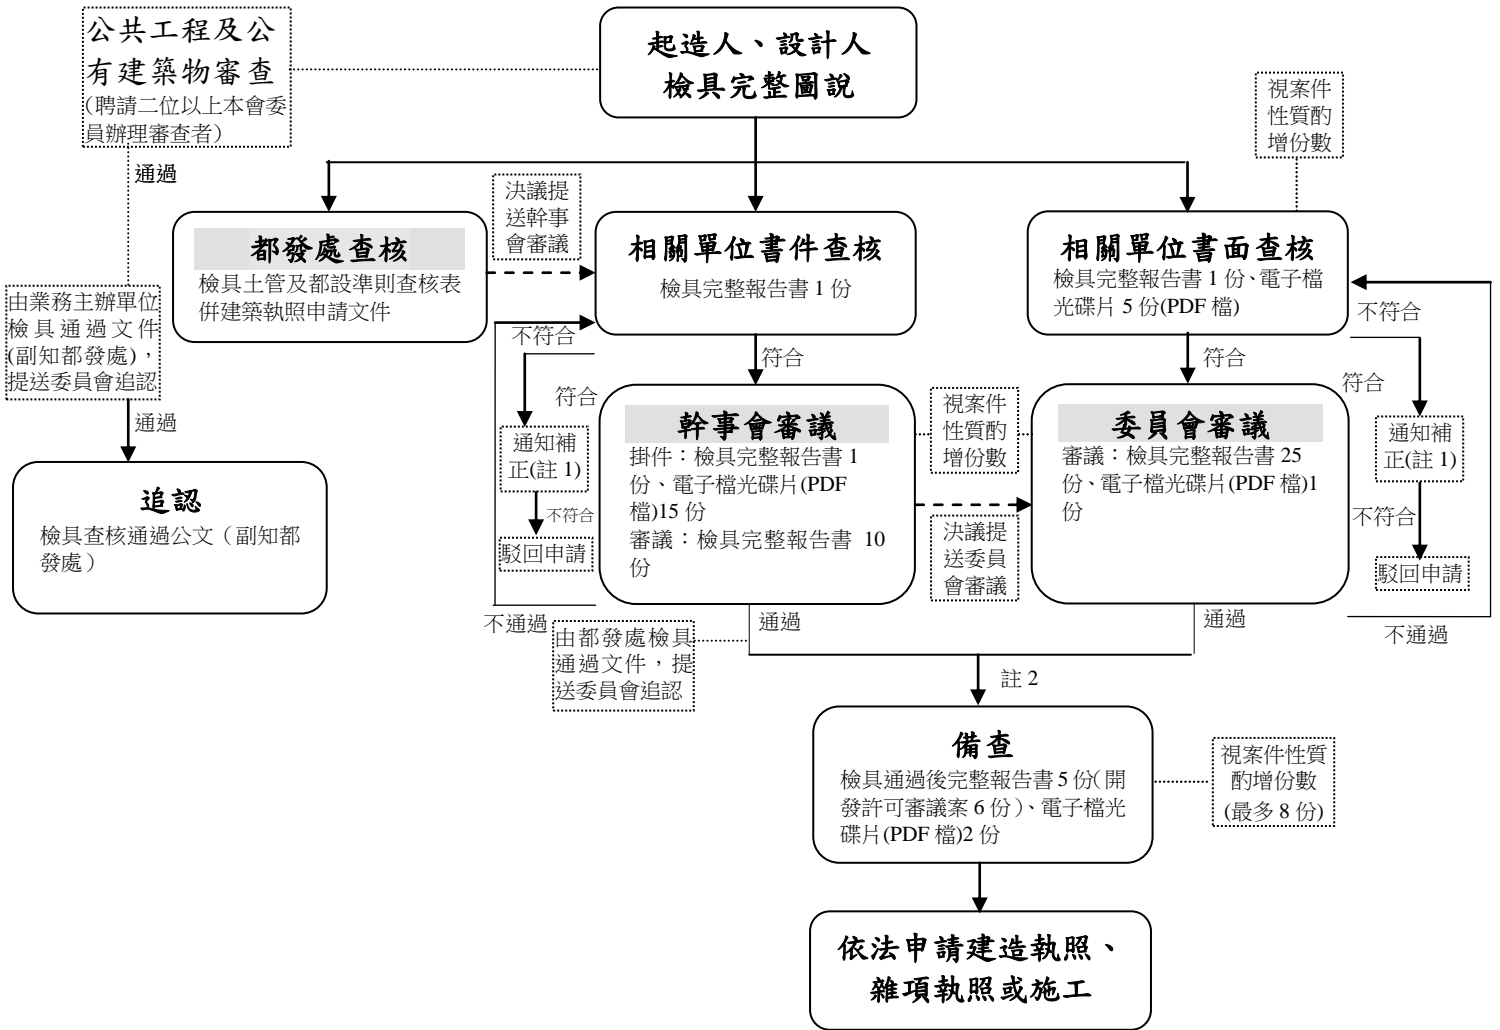 公共工程及公
有建築物審查
(聘請二位以上本會委
員辦理審查者)
起造人、設計人
檢具完整圖說
視案件
性質酌
增份數
通過
決議提
送幹事
會審議
都發處查核
檢具土管及都設準則查核表
併建築執照申請文件
相關單位書件查核
檢具完整報告書 1 份
相關單位書面查核
檢具完整報告書 1 份、電子檔
光碟片 5 份(PDF 檔)
由業務主辦單位
檢具通過文件
(副知都發處),
提送委員會追認
通過
追認
檢具查核通過公文(副知都
發處)
不符合
符合
符合
通知補
正(註 1)
不符合
駁回申請
不通過
幹事會審議
掛件:檢具完整報告書 1
份、電子檔光碟片(PDF
檔)15 份
審議:檢具完整報告書 10
份
視案件
性質酌
增份數
決議提
送委員
會審議
符合
委員會審議
審議:檢具完整報告書 25
份、電子檔光碟片(PDF 檔)1
份
不符合
符合
通知補
正(註 1)
不符合
駁回申請
不通過
通過
通過
由都發處檢具
通過文件,提
送委員會追認
註 2
備查
檢具通過後完整報告書 5 份(開
發許可審議案 6 份)、電子檔光
碟片(PDF 檔)2 份
視案件性質
酌增份數
(最多 8 份)
依法申請建造執照、
雜項執照或施工